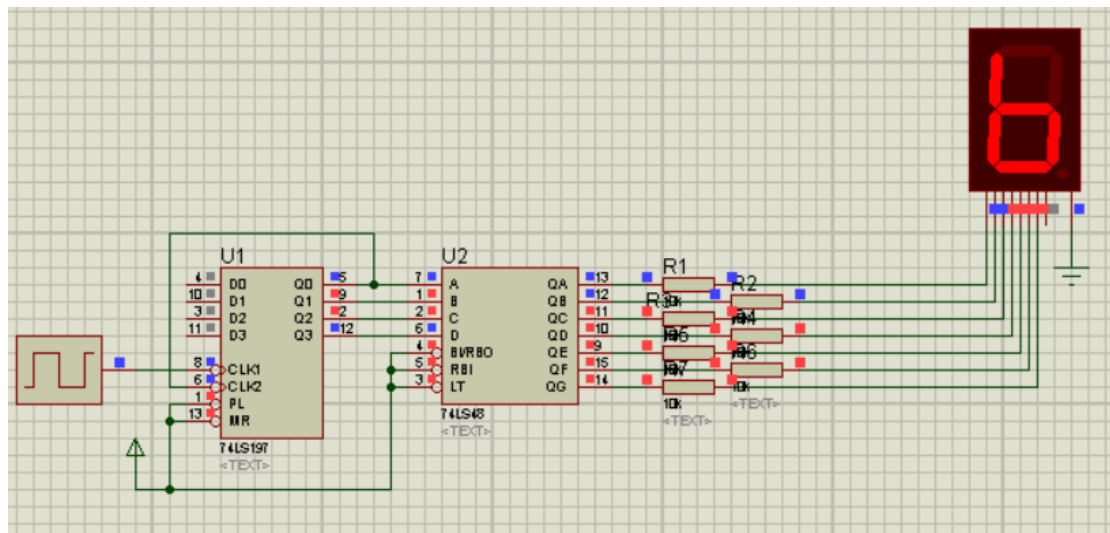 U1
4 D0 Q0 5
10 D1 Q1 9
3 D2 Q2 2
11 D3 Q3 12
8 CLK1
6 CLK2
1 PL
13 MR
74LS197
<TEXT>
U2
7 A QA 13
1 B QB 12
2 C QC 11
6 D QD 10
4 BI/RBO QE 9
5 RBI QF 15
3 LT QG 14
74LS48
<TEXT>
R1
R2
10k
<TEXT>
10k
<TEXT>
6